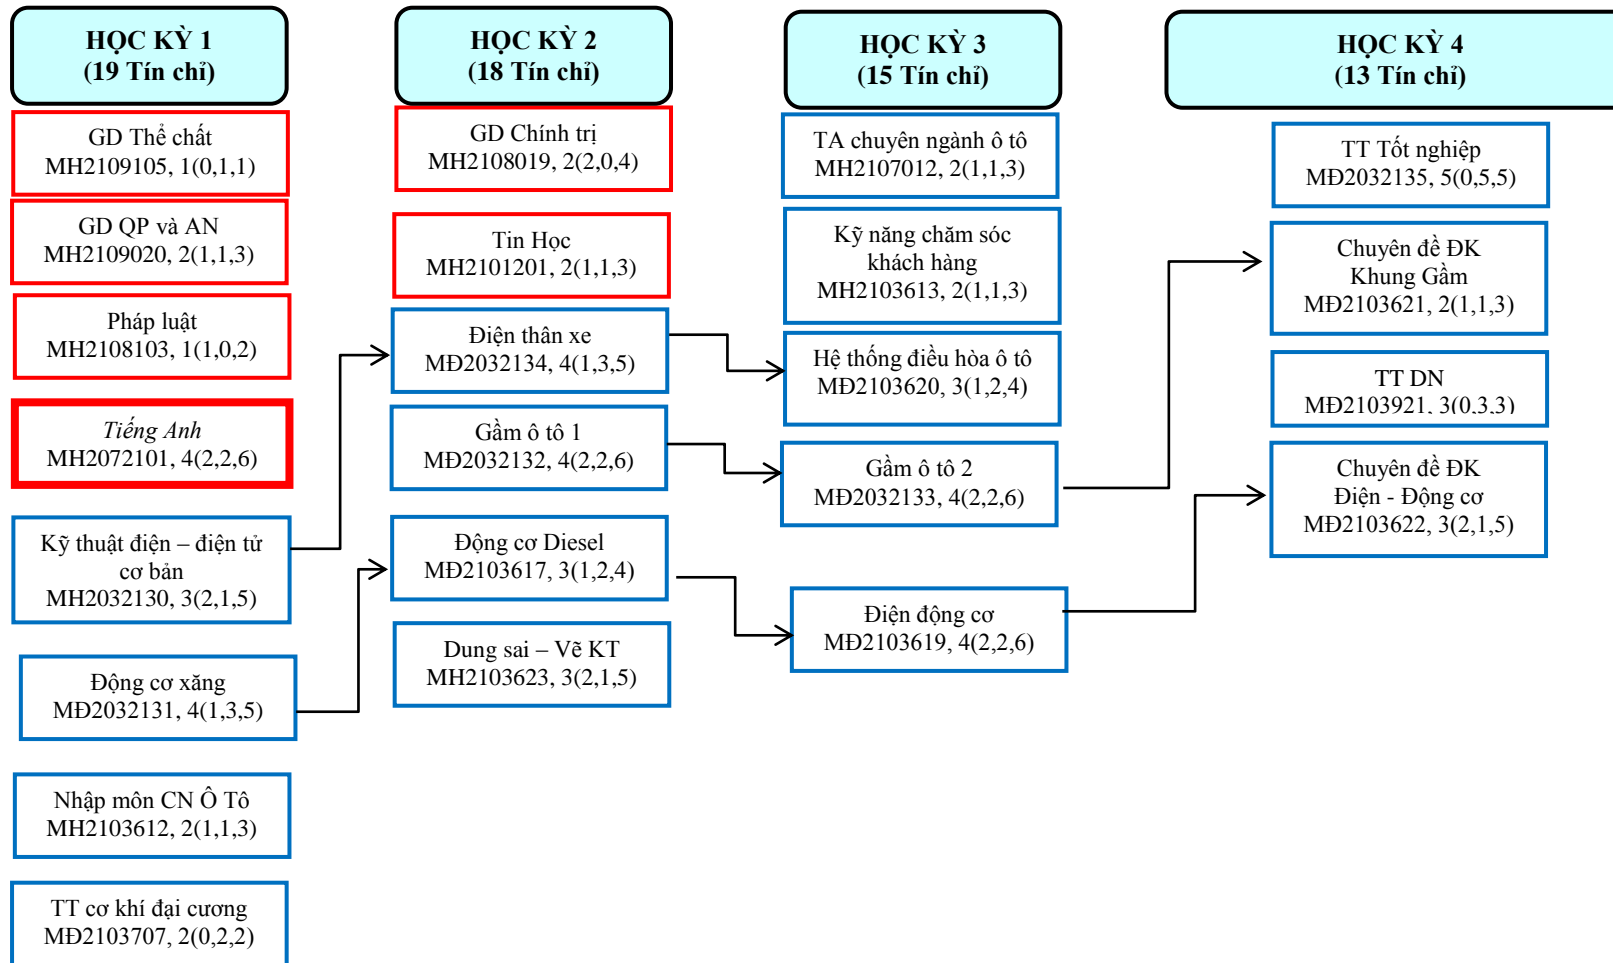 HỌC KỲ 1
(19 Tín chỉ)
GD Thể chất
MH2109105, 1(0,1,1)
GD QP và AN
MH2109020, 2(1,1,3)
Pháp luật
MH2108103, 1(1,0,2)
Tiếng Anh
MH2072101, 4(2,2,6)
Kỹ thuật điện – điện tử
cơ bản
MH2032130, 3(2,1,5)
Động cơ xăng
MĐ2032131, 4(1,3,5)
Nhập môn CN Ô Tô
MH2103612, 2(1,1,3)
TT cơ khí đại cương
MĐ2103707, 2(0,2,2)
HỌC KỲ 2
(18 Tín chỉ)
GD Chính trị
MH2108019, 2(2,0,4)
Tin Học
MH2101201, 2(1,1,3)
Điện thân xe
MĐ2032134, 4(1,3,5)
Gầm ô tô 1
MĐ2032132, 4(2,2,6)
Động cơ Diesel
MĐ2103617, 3(1,2,4)
Dung sai – Vẽ KT
MH2103623, 3(2,1,5)
HỌC KỲ 3
(15 Tín chỉ)
TA chuyên ngành ô tô
MH2107012, 2(1,1,3)
Kỹ năng chăm sóc
khách hàng
MH2103613, 2(1,1,3)
Hệ thống điều hòa ô tô
MĐ2103620, 3(1,2,4)
Gầm ô tô 2
MĐ2032133, 4(2,2,6)
Điện động cơ
MĐ2103619, 4(2,2,6)
HỌC KỲ 4
(13 Tín chỉ)
TT Tốt nghiệp
MĐ2032135, 5(0,5,5)
Chuyên đề ĐK
Khung Gầm
MĐ2103621, 2(1,1,3)
TT DN
MĐ2103921, 3(0,3,3)
Chuyên đề ĐK
Điện - Động cơ
MĐ2103622, 3(2,1,5)